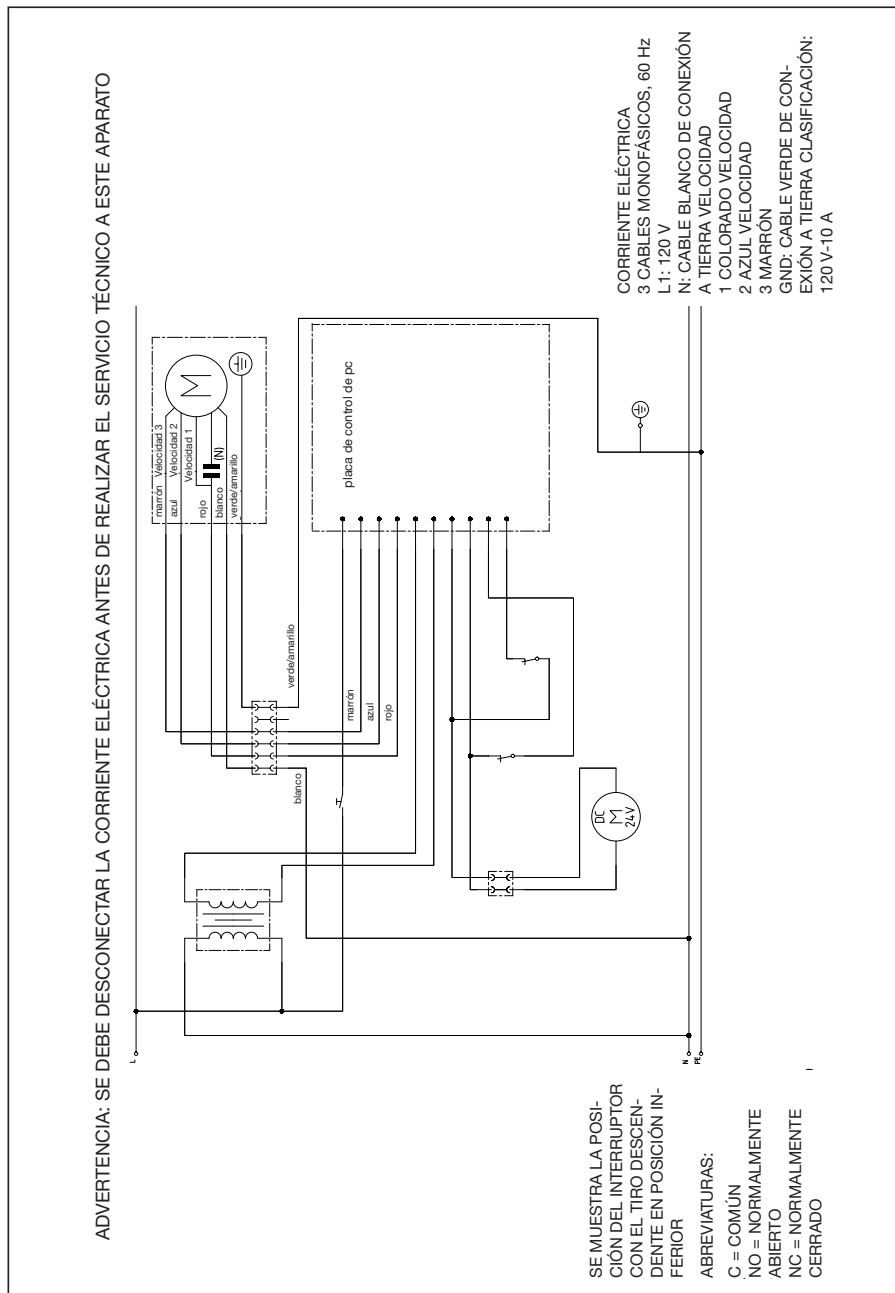 ADVERTENCIA: SE DEBE DESCONECTAR LA CORRIENTE ELÉCTRICA ANTES DE REALIZAR EL SERVICIO TÉCNICO A ESTE APARATO
L
N
PE
marrón Velocidad 3
azul Velocidad 2
Velocidad 1
rojo
(N)
blanco
verde/amarillo
M
verde/amarillo
blanco
marrón
azul
rojo
placa de control de pc
DC
M
24V
CORRIENTE ELÉCTRICA
3 CABLES MONOFÁSICOS, 60 Hz
L1: 120 V
N: CABLE BLANCO DE CONEXIÓN
A TIERRA VELOCIDAD
1 COLORADO VELOCIDAD
2 AZUL VELOCIDAD
3 MARRÓN
GND: CABLE VERDE DE CON-
EXIÓN A TIERRA CLASIFICACIÓN:
120 V-10 A
SE MUESTRA LA POSI-
CIÓN DEL INTERRUPTOR
CON EL TIRO DESCEN-
DENTE EN POSICIÓN IN-
FERIOR
ABREVIATURAS:
C = COMÚN
NO = NORMALMENTE
ABIERTO
NC = NORMALMENTE
CERRADO